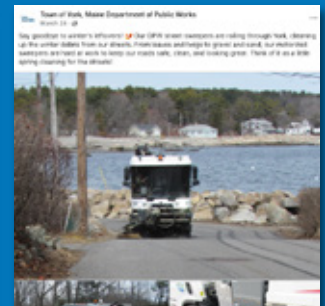 Town of York, Maine Department of Public Works
March 26
Say goodbye to winter's leftovers! Our DPW street sweepers are rolling through York, cleaning
up the winter debris from our streets. From leaves and twigs to gravel and sand, our motorized
sweepers are hard at work to keep our roads safe, clean, and looking great. Think of it as a little
spring cleaning for the streets!